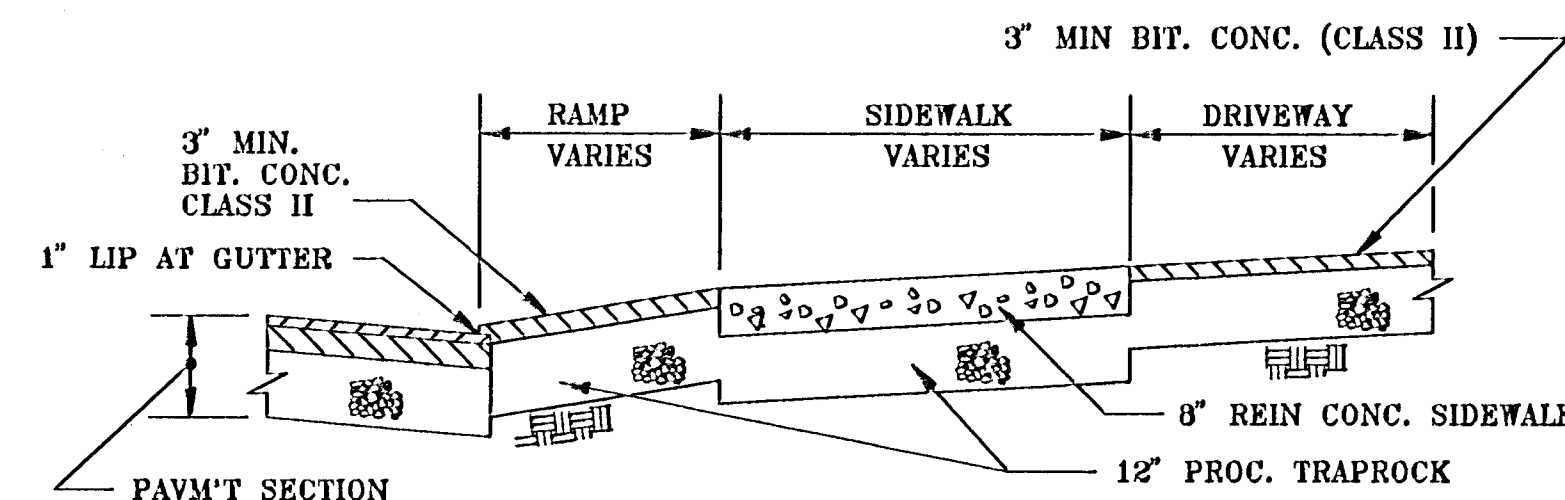 3" MIN BIT. CONC. (CLASS II)
RAMP
VARIES
SIDEWALK
VARIES
DRIVEWAY
VARIES
3" MIN.
BIT. CONC.
CLASS II
1" LIP AT GUTTER
8" REIN CONC. SIDEWALK
12" PROC. TRAPROCK
PAVM'T SECTION